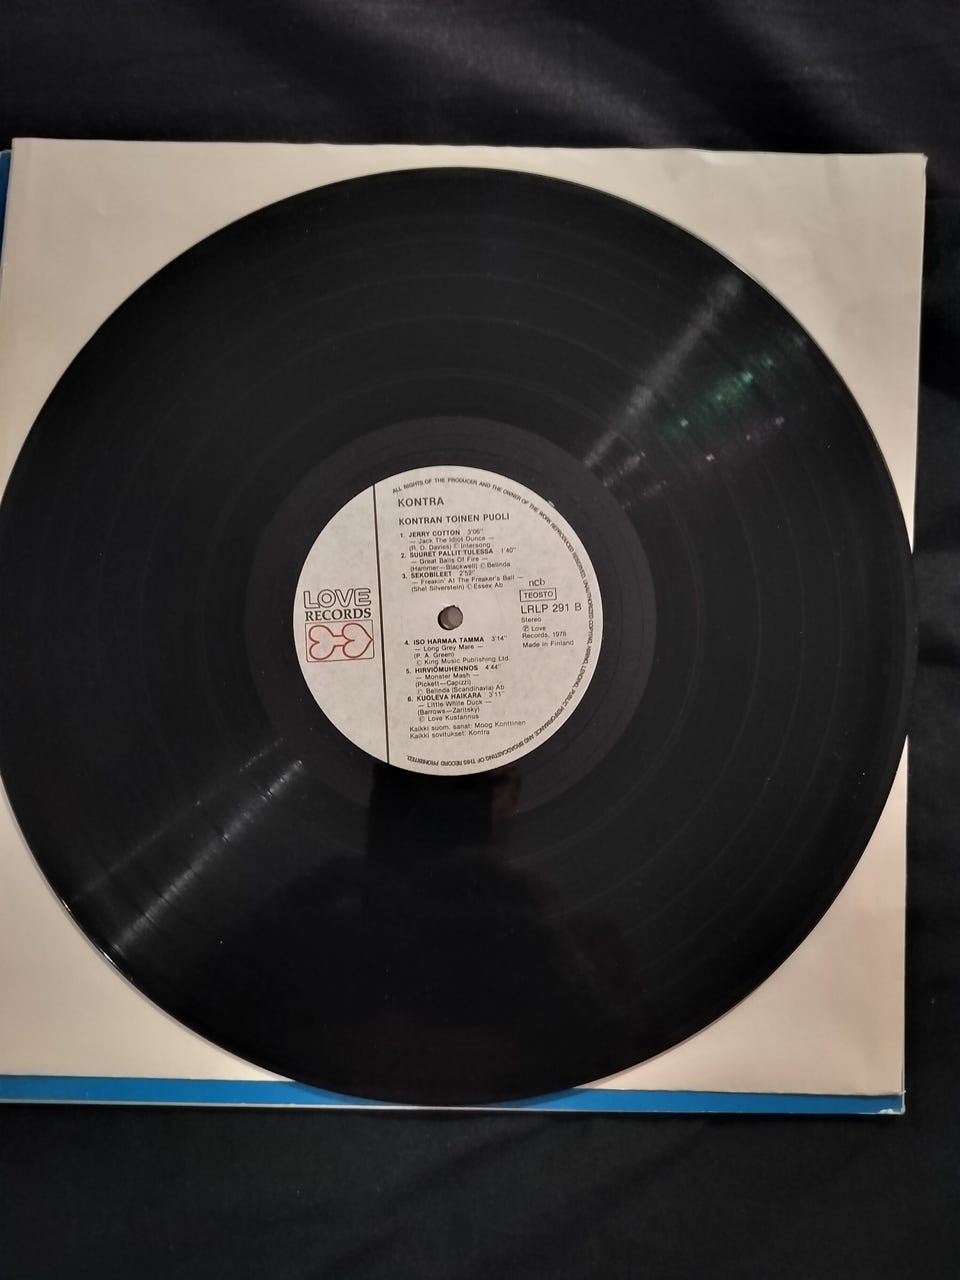 ALL RIGHTS OF THE PRODUCER AND THE OWNER OF THE WORK REPRODUCED RESERVED. UNAUTHORIZED COPYING, HIRING, LENDING, PUBLIC PERFORMANCE AND BROADCASTING OF THIS RECORD PROHIBITED.
KONTRA
KONTRAN TOINEN PUOLI
1. JERRY COTTON 3'06"
— Jack The Idiot Dunce —
(R. D. Davies) © Intersong
2. SUURET PALLIT TULESSA 1'40"
— Great Balls Of Fire —
(Hammer—Blackwell) © Belinda
3. SEKOBILEET 2'52"
— Freakin' At The Freaker's Ball —
(Shel Silverstein) © Essex Ab
LOVE
RECORDS
ncb
TEOSTO
LRLP 291 B
Stereo
℗ Love
Records, 1978
Made in Finland
4. ISO HARMAA TAMMA 3'14"
— Long Grey Mare —
(P. A. Green)
© King Music Publishing Ltd.
5. HIRVIÖMUHENNOS 4'44"
— Monster Mash —
(Pickett—Capizzi)
© Belinda (Scandinavia) Ab
6. KUOLEVA HAIKARA 3'11"
— Little White Duck —
(Barrows—Zaritsky)
© Love Kustannus
Kaikki suom. sanat: Moog Konttinen
Kaikki sovitukset: Kontra